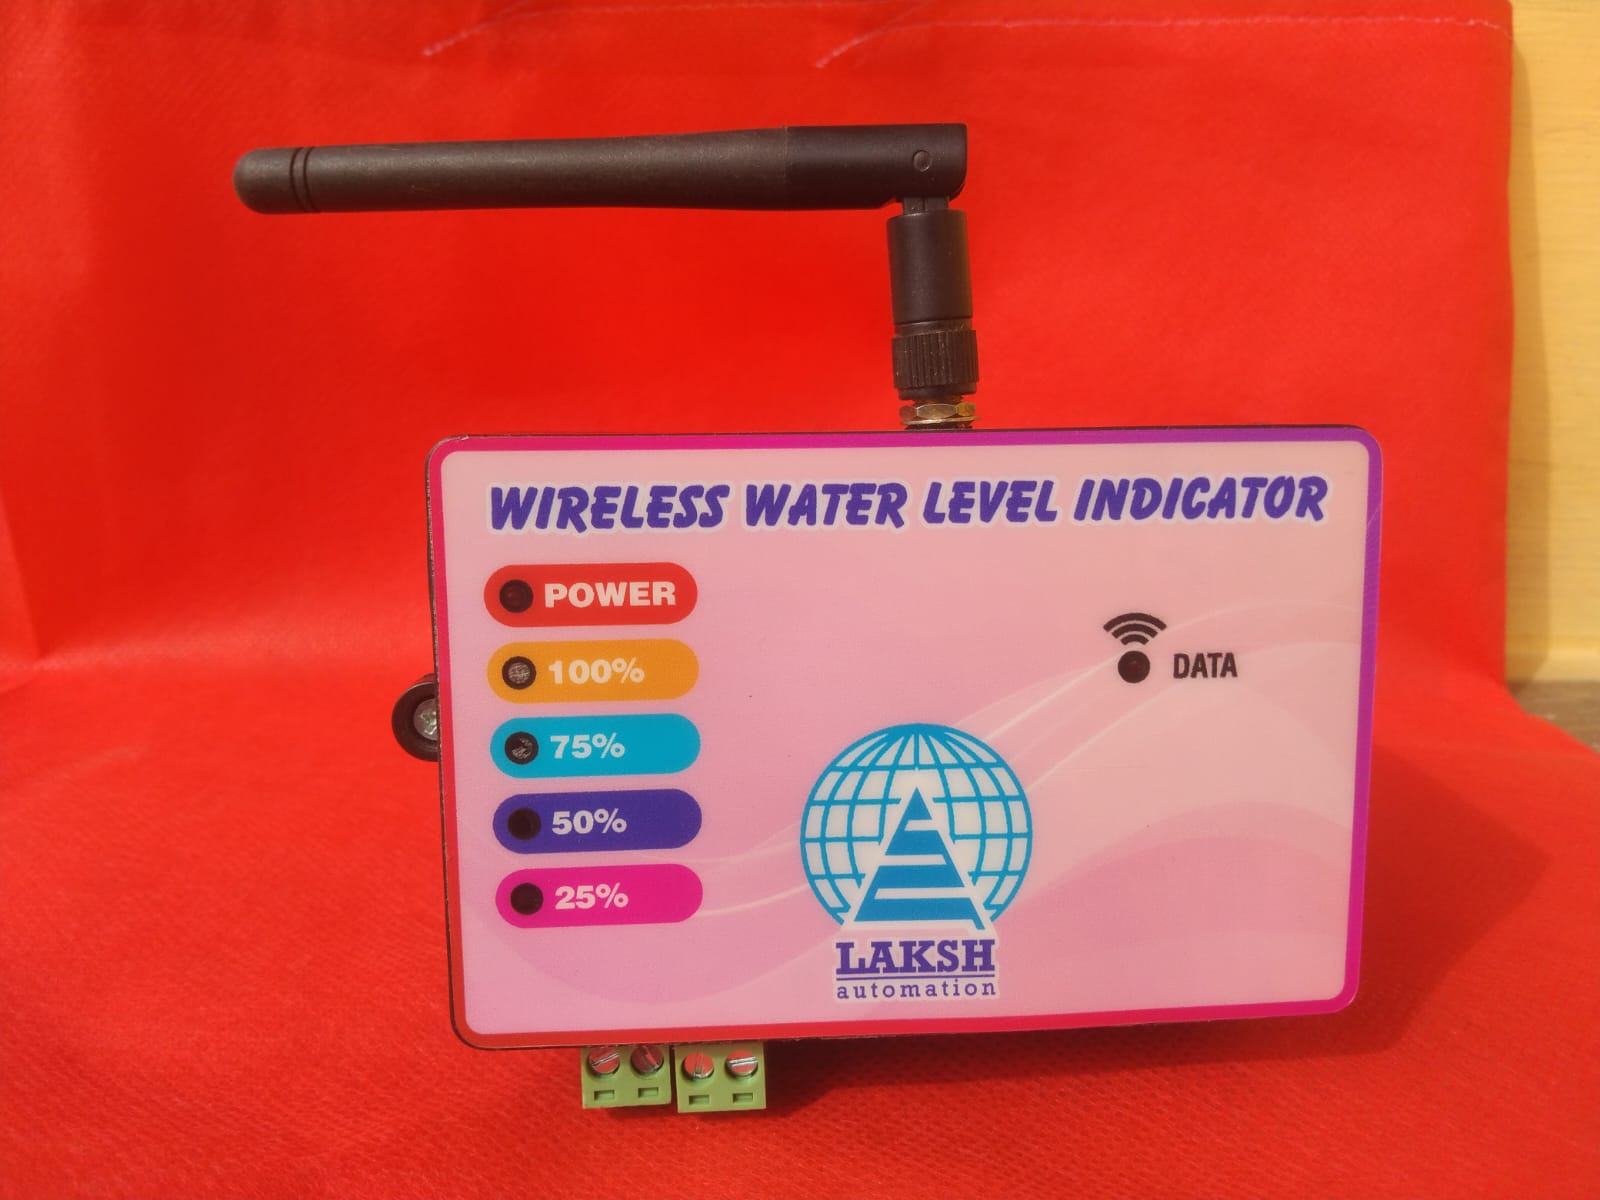 WIRELESS WATER LEVEL INDICATOR
POWER
100%
75%
50%
25%
DATA
LAKSH
automation